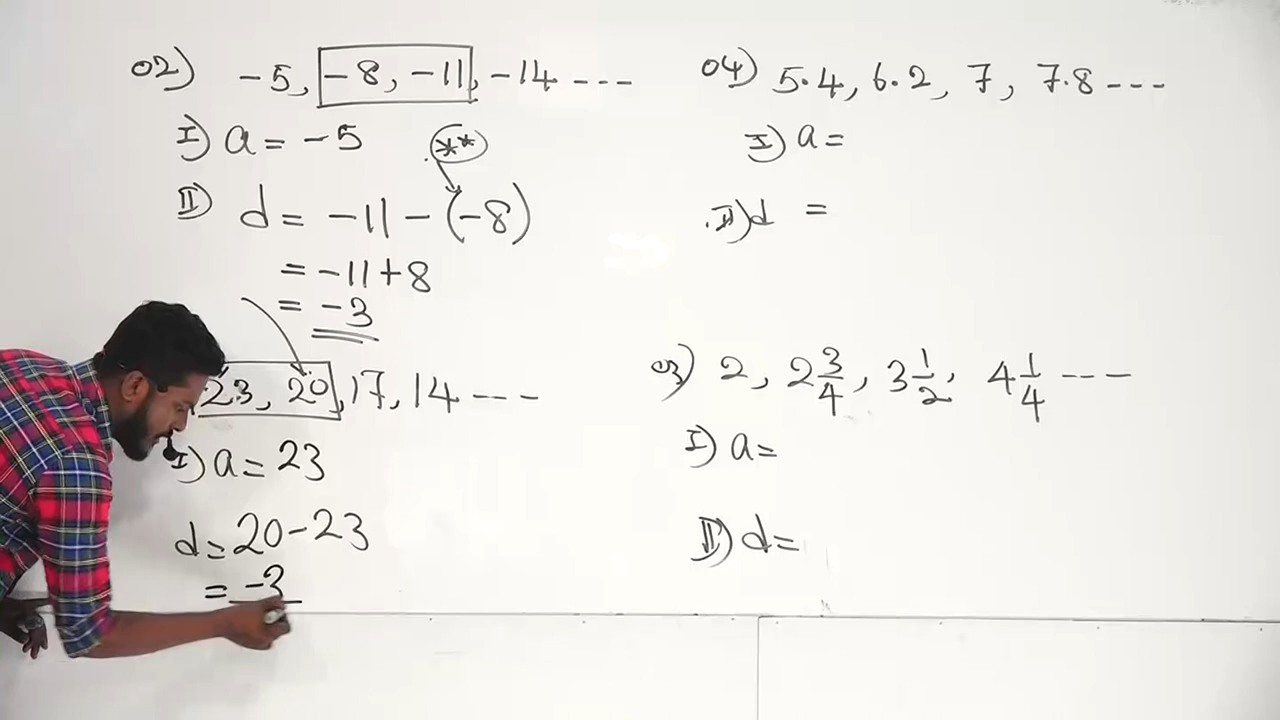 02) -5, -8, -11, -14 ---
I) a = -5 **
II) d = -11 - (-8)
= -11 + 8
= -3
23, 20, 17, 14 ---
I) a = 23
d = 20 - 23
= -3
04) 5.4, 6.2, 7, 7.8 ---
I) a =
II) d =
03) 2, 2 3/4, 3 1/2, 4 1/4 ---
I) a =
II) d =